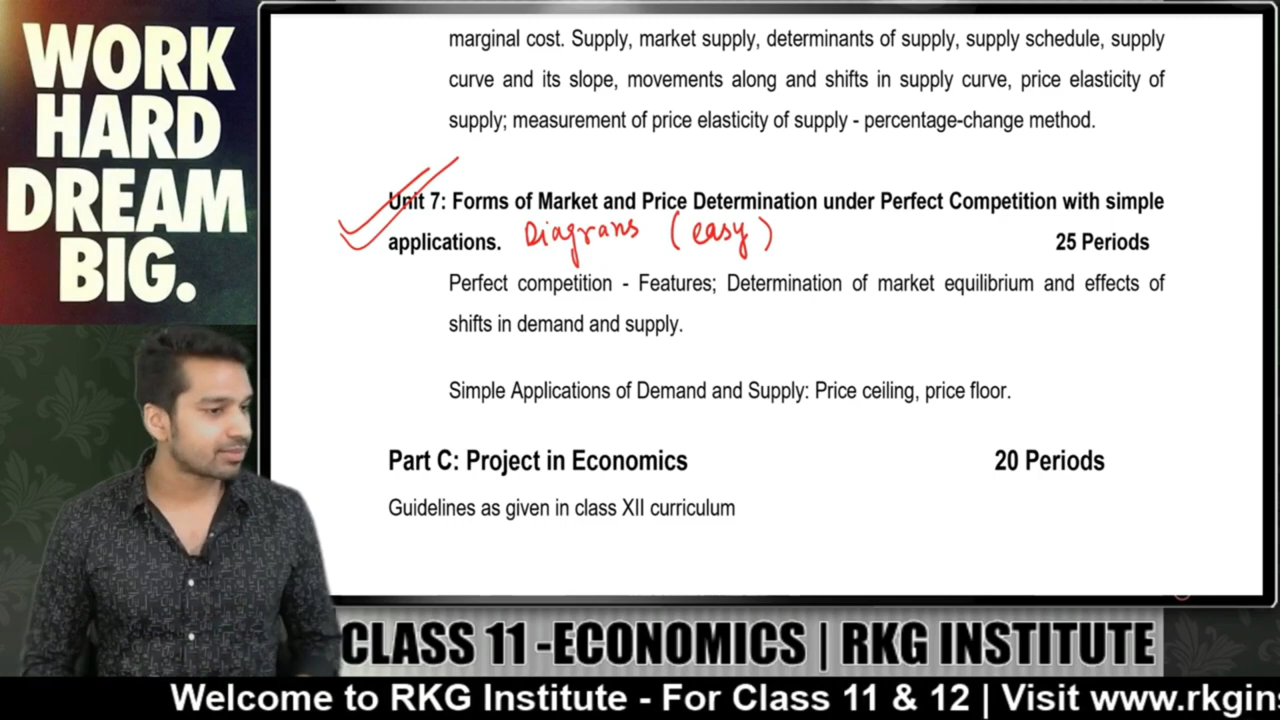 WORK
HARD
DREAM
BIG.
marginal cost. Supply, market supply, determinants of supply, supply schedule, supply
curve and its slope, movements along and shifts in supply curve, price elasticity of
supply; measurement of price elasticity of supply - percentage-change method.
Unit 7: Forms of Market and Price Determination under Perfect Competition with simple
applications. Diagrams (easy) 25 Periods
Perfect competition - Features; Determination of market equilibrium and effects of
shifts in demand and supply.
Simple Applications of Demand and Supply: Price ceiling, price floor.
Part C: Project in Economics 20 Periods
Guidelines as given in class XII curriculum
CLASS 11 -ECONOMICS | RKG INSTITUTE
Welcome to RKG Institute - For Class 11 & 12 | Visit www.rkgins